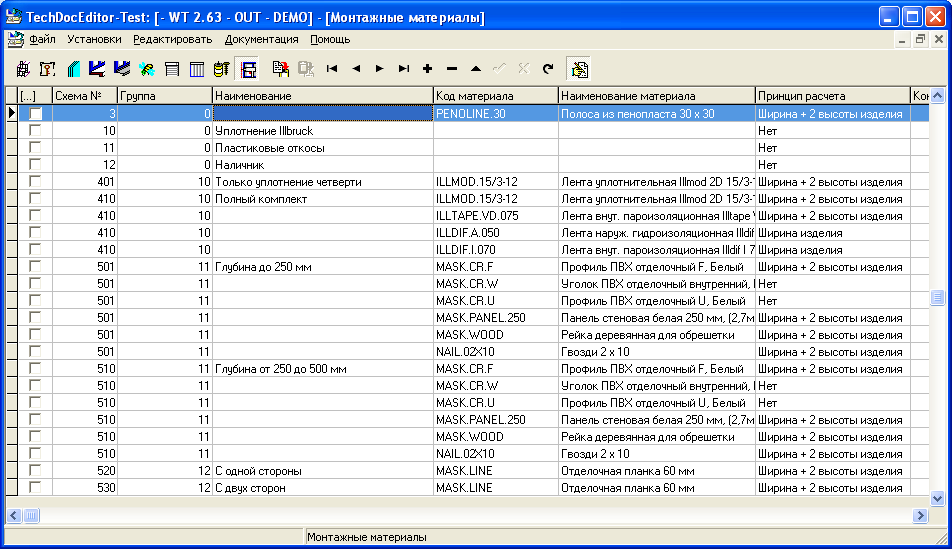 TechDocEditor-Test: [- WT 2.63 - OUT - DEMO] - [Монтажные материалы]
Файл Установки Редактировать Документация Помощь
[...] Схема № Группа Наименование Код материала Наименование материала Принцип расчета Кон
3 0 PENOLINE.30 Полоса из пенопласта 30 x 30 Ширина + 2 высоты изделия
10 0 Уплотнение Illbruck Нет
11 0 Пластиковые откосы Нет
12 0 Наличник Нет
401 10 Только уплотнение четверти ILLMOD.15/3-12 Лента уплотнительная Illmod 2D 15/3- Ширина + 2 высоты изделия
410 10 Полный комплект ILLMOD.15/3-12 Лента уплотнительная Illmod 2D 15/3- Ширина + 2 высоты изделия
410 10 ILLTAPE.VD.075 Лента внут. пароизоляционная Illtape Ширина + 2 высоты изделия
410 10 ILLDIF.A.050 Лента наруж. гидроизоляционная Illdif Ширина изделия
410 10 ILLDIF.I.070 Лента внут. пароизоляционная Illdif I 7 Ширина изделия
501 11 Глубина до 250 мм MASK.CR.F Профиль ПВХ отделочный F, Белый Ширина + 2 высоты изделия
501 11 MASK.CR.W Уголок ПВХ отделочный внутренний, Нет
501 11 MASK.CR.U Профиль ПВХ отделочный U, Белый Нет
501 11 MASK.PANEL.250 Панель стеновая белая 250 мм, (2,7м Ширина + 2 высоты изделия
501 11 MASK.WOOD Рейка деревянная для обрешетки Ширина + 2 высоты изделия
501 11 NAIL.02X10 Гвозди 2 x 10 Ширина + 2 высоты изделия
510 11 Глубина от 250 до 500 мм MASK.CR.F Профиль ПВХ отделочный F, Белый Ширина + 2 высоты изделия
510 11 MASK.CR.W Уголок ПВХ отделочный внутренний, Нет
510 11 MASK.CR.U Профиль ПВХ отделочный U, Белый Нет
510 11 MASK.PANEL.250 Панель стеновая белая 250 мм, (2,7м Ширина + 2 высоты изделия
510 11 MASK.WOOD Рейка деревянная для обрешетки Ширина + 2 высоты изделия
510 11 NAIL.02X10 Гвозди 2 x 10 Ширина + 2 высоты изделия
520 12 С одной стороны MASK.LINE Отделочная планка 60 мм Ширина + 2 высоты изделия
530 12 С двух сторон MASK.LINE Отделочная планка 60 мм Ширина + 2 высоты изделия
Монтажные материалы